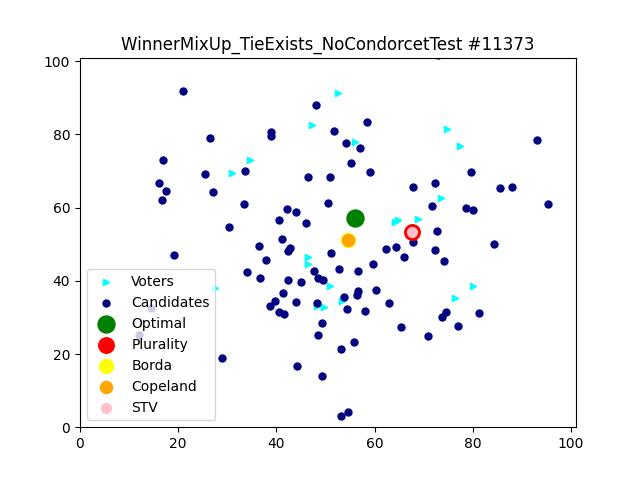 WinnerMixUp_TieExists_NoCondorcetTest #11373
100
80
60
40
20
0
Voters
Candidates
Optimal
Plurality
Borda
Copeland
STV
0 20 40 60 80 100